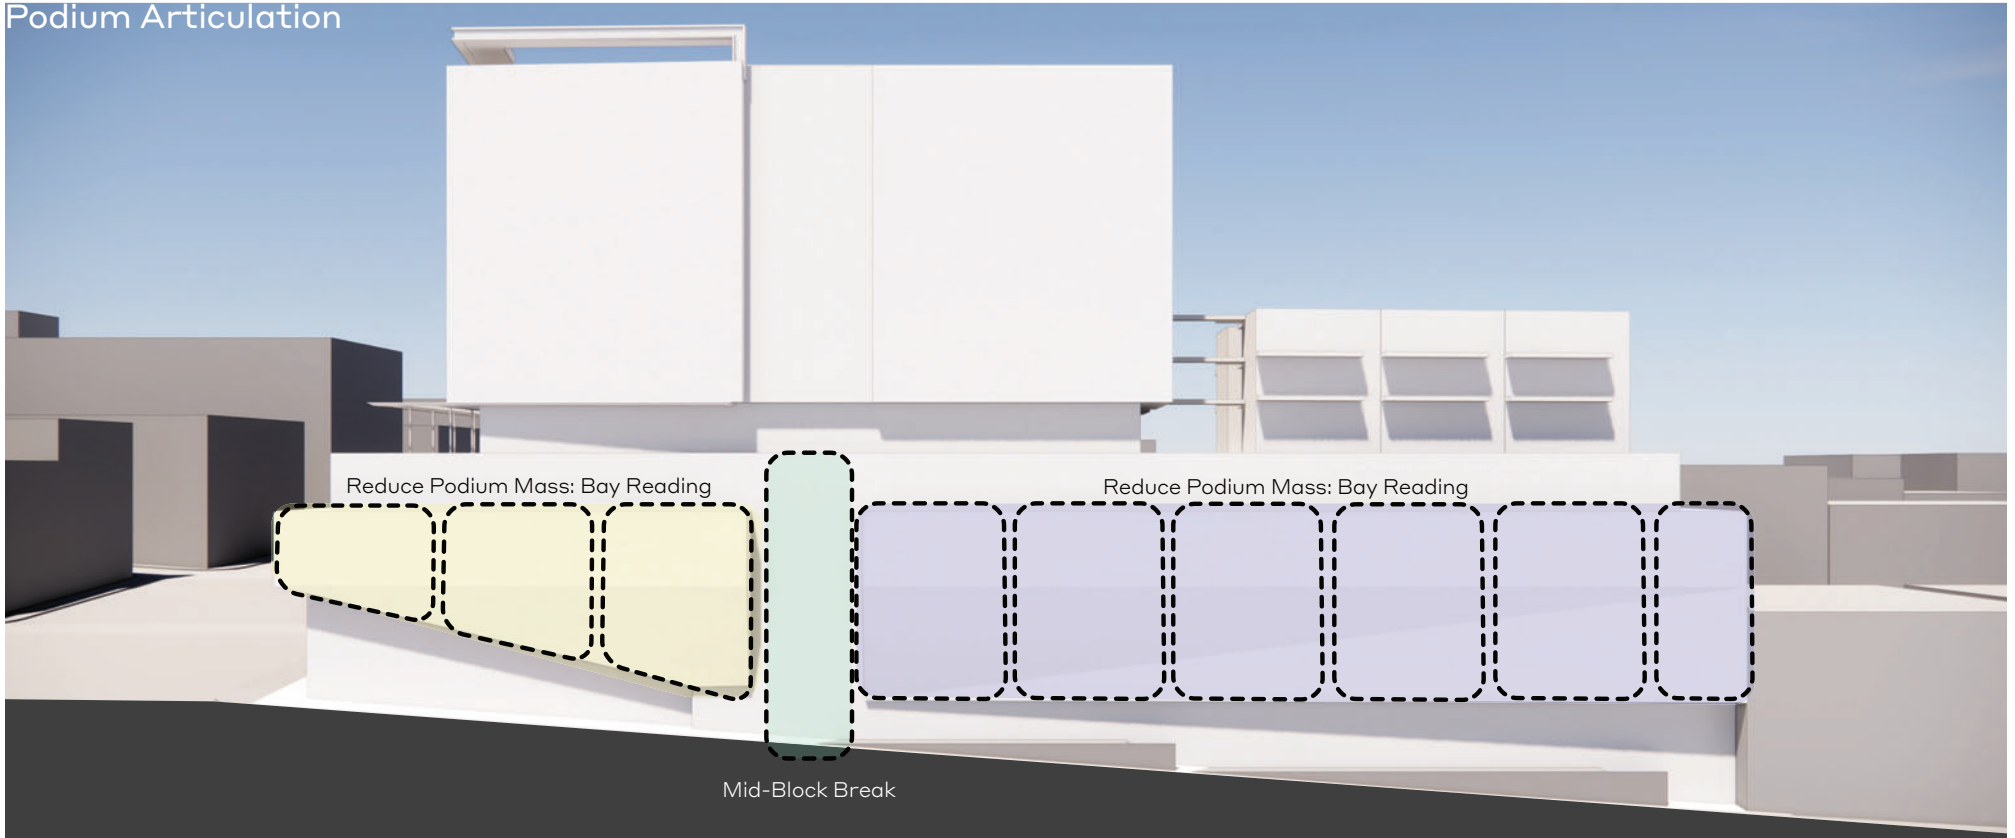 Podium Articulation
Reduce Podium Mass: Bay Reading
Reduce Podium Mass: Bay Reading
Mid-Block Break